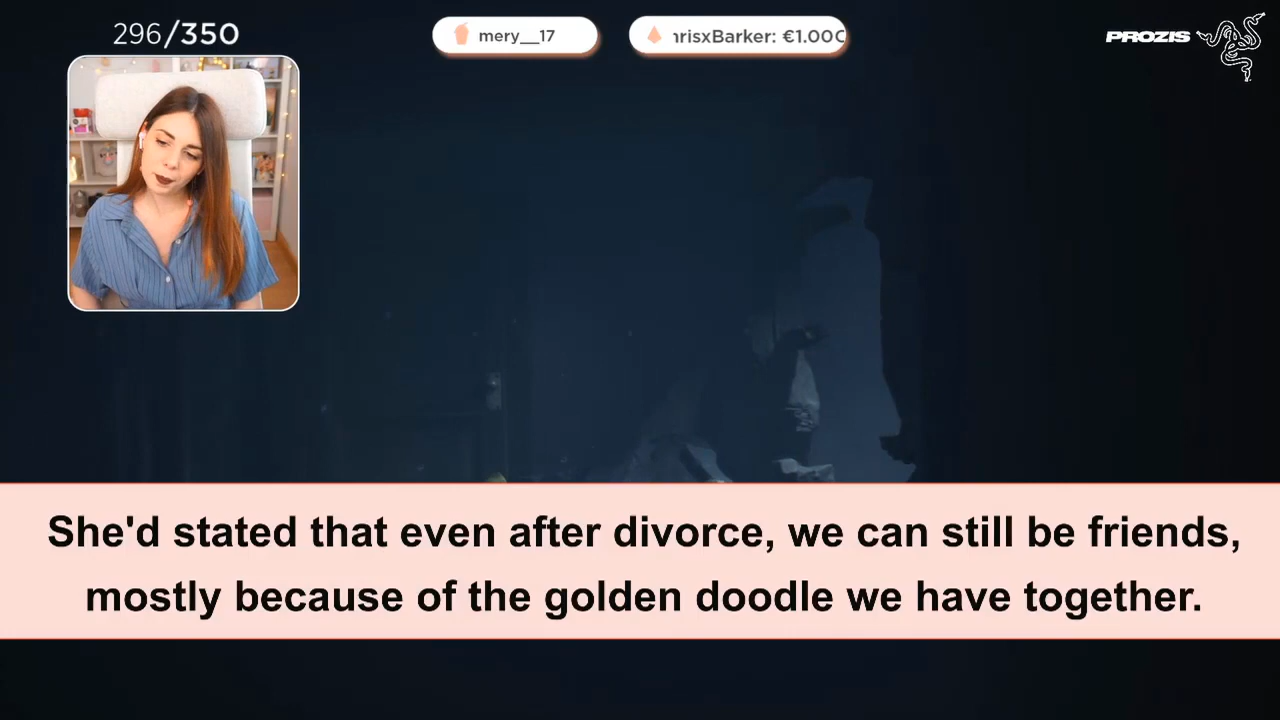 296/350
mery__17
hrisxBarker: €1.00
PROZIS
She'd stated that even after divorce, we can still be friends,
mostly because of the golden doodle we have together.